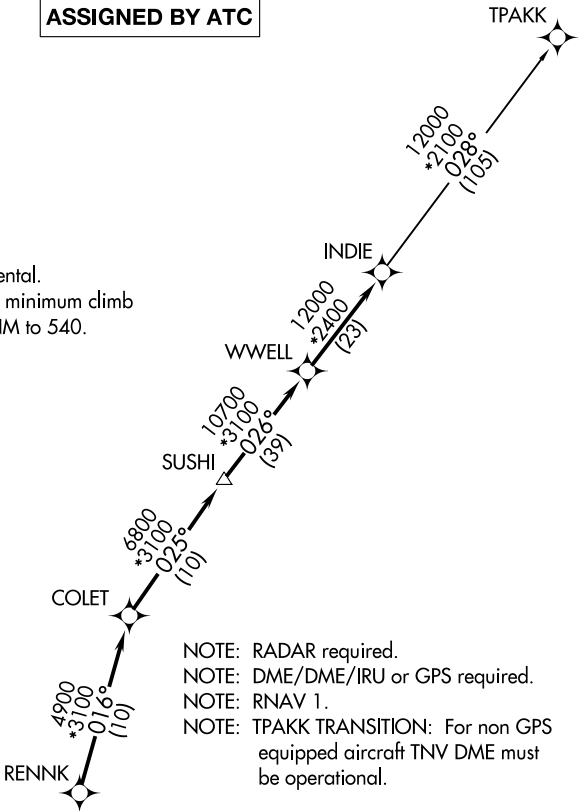 ASSIGNED BY ATC
TPAKK
12000
*2100
028°
(105)
INDIE
ental.
minimum climb
M to 540.
12000
*2400
(23)
WWELL
10700
*3100
026°
(39)
SUSHI
6800
*3100
025°
(10)
COLET
4900
*3100
016°
(10)
RENNK
NOTE: RADAR required.
NOTE: DME/DME/IRU or GPS required.
NOTE: RNAV 1.
NOTE: TPAKK TRANSITION: For non GPS
equipped aircraft TNV DME must
be operational.